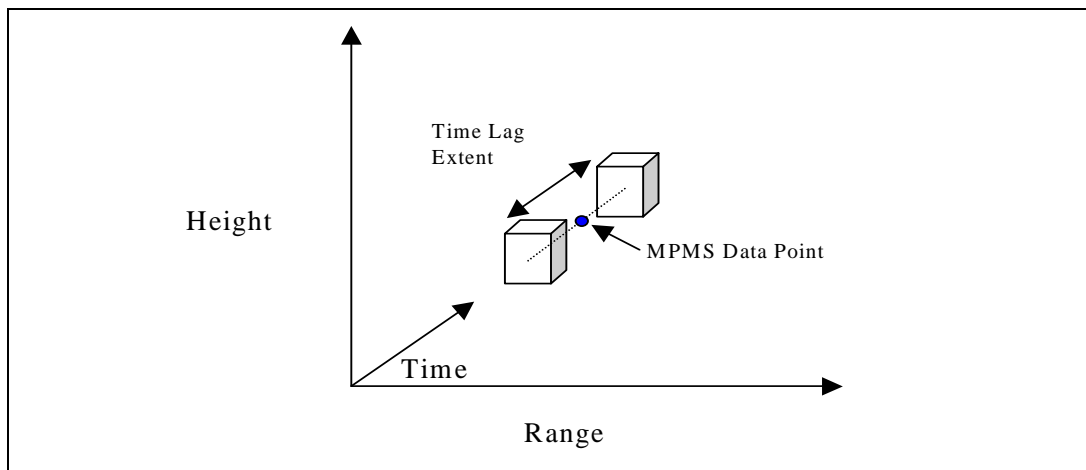 Time Lag
Extent
Height
MPMS Data Point
Time
Range